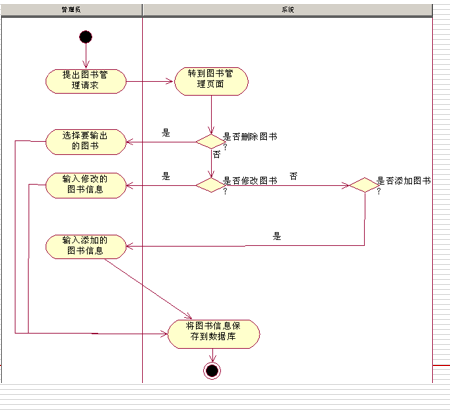 管理员
系统
提出图书管
理请求
转到图书管
理页面
是否删除图书
?
是
选择要输出
的图书
否
是否修改图书
?
是
输入修改的
图书信息
否
是否添加图书
?
是
输入添加的
图书信息
将图书信息保
存到数据库